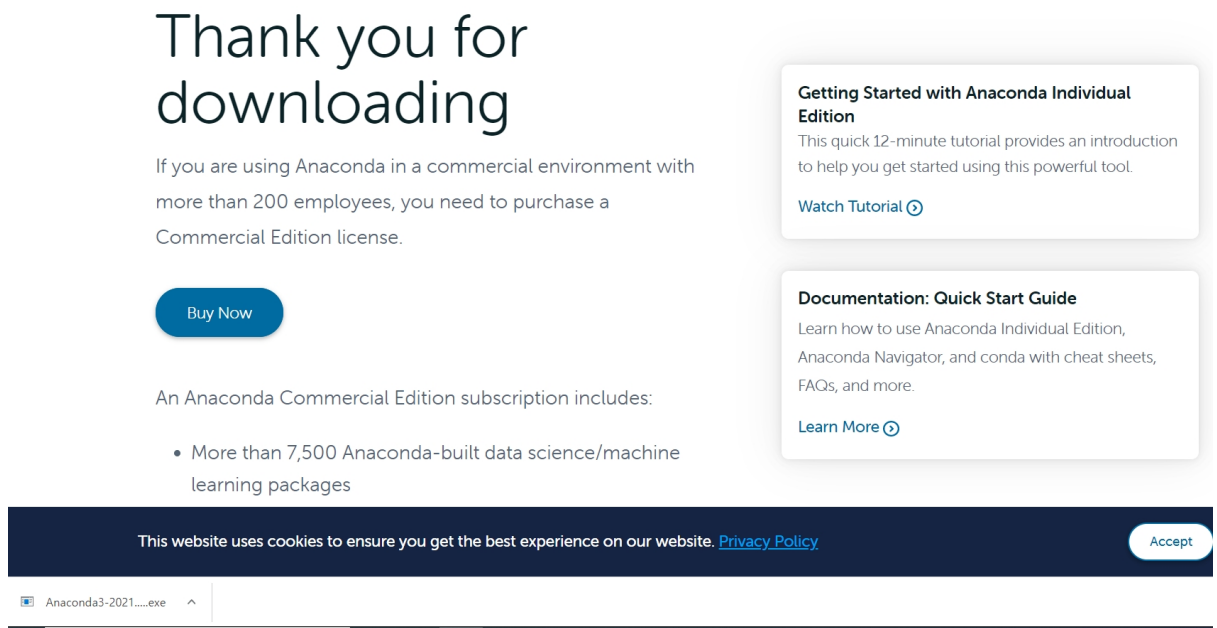 Thank you for
downloading
If you are using Anaconda in a commercial environment with
more than 200 employees, you need to purchase a
Commercial Edition license.
Buy Now
An Anaconda Commercial Edition subscription includes:
• More than 7,500 Anaconda-built data science/machine
learning packages
Getting Started with Anaconda Individual
Edition
This quick 12-minute tutorial provides an introduction
to help you get started using this powerful tool.
Watch Tutorial
Documentation: Quick Start Guide
Learn how to use Anaconda Individual Edition,
Anaconda Navigator, and conda with cheat sheets,
FAQs, and more.
Learn More
This website uses cookies to ensure you get the best experience on our website. Privacy Policy
Accept
Anaconda3-2021.....exe